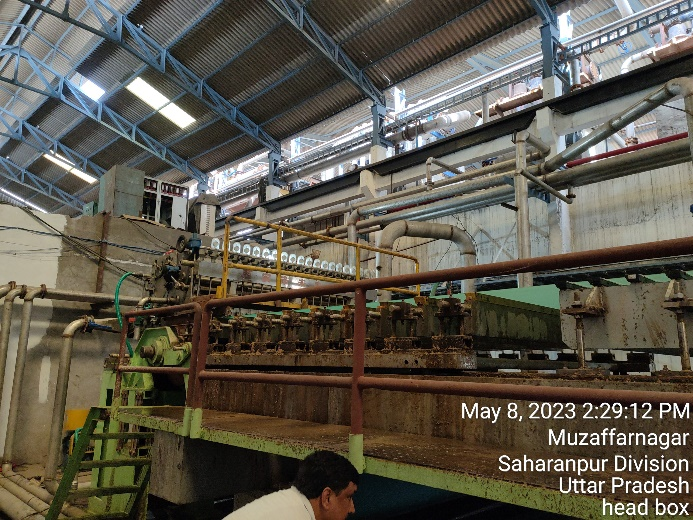 May 8, 2023 2:29:12 PM
Muzaffarnagar
Saharanpur Division
Uttar Pradesh
head box